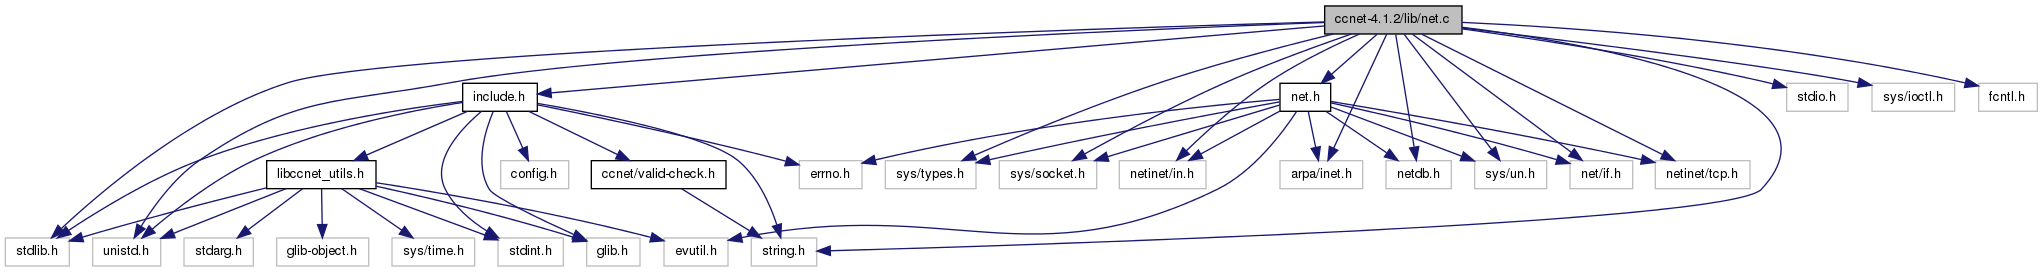 ccnet-4.1.2/lib/net.c
include.h
net.h
stdio.h
sys/ioctl.h
fcntl.h
libccnet_utils.h
config.h
ccnet/valid-check.h
errno.h
sys/types.h
sys/socket.h
netinet/in.h
arpa/inet.h
netdb.h
sys/un.h
net/if.h
netinet/tcp.h
stdlib.h
unistd.h
stdarg.h
glib-object.h
sys/time.h
stdint.h
glib.h
evutil.h
string.h